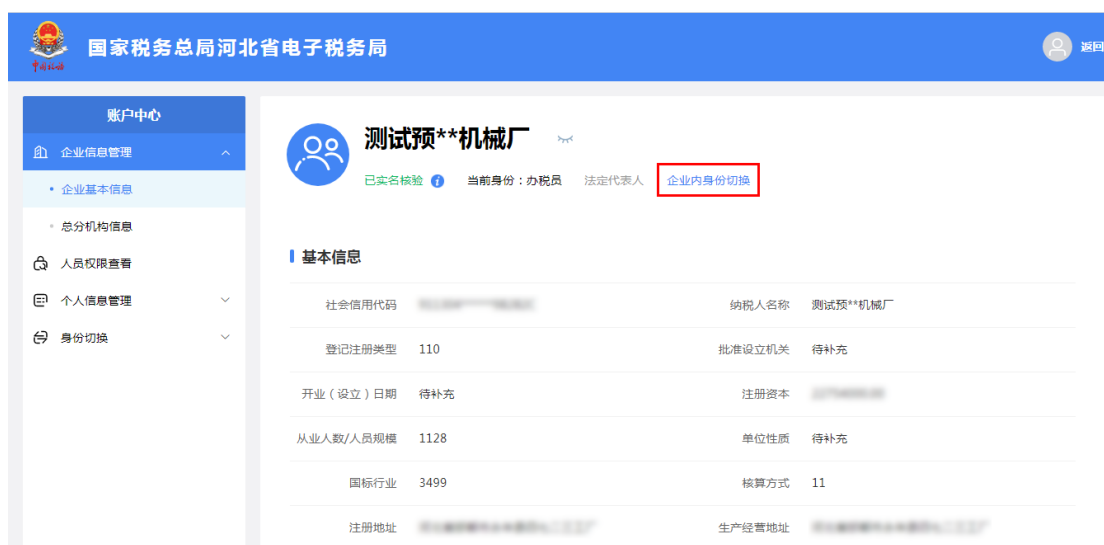 国家税务总局河北省电子税务局
中国税务
返回
账户中心
企业信息管理
企业基本信息
总分机构信息
人员权限查看
个人信息管理
身份切换
测试预**机械厂
已实名核验 i 当前身份：办税员 法定代表人 企业内身份切换
基本信息
社会信用代码
纳税人名称 测试预**机械厂
登记注册类型 110 批准设立机关 待补充
开业（设立）日期 待补充 注册资本
从业人数/人员规模 1128 单位性质 待补充
国标行业 3499 核算方式 11
注册地址 生产经营地址